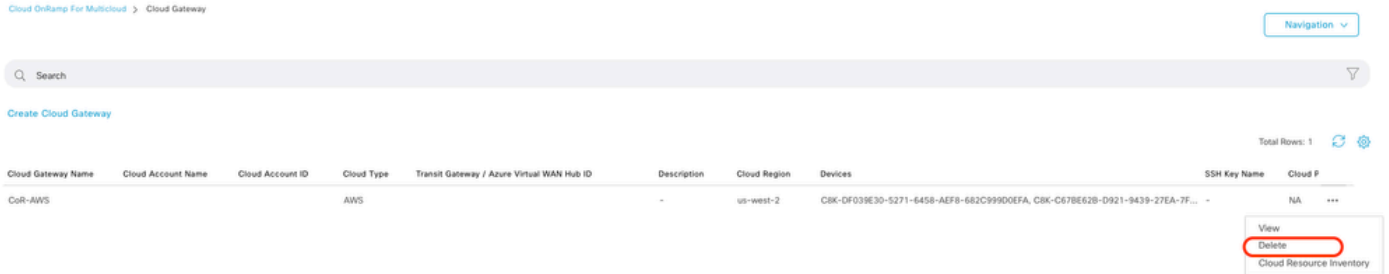 Cloud OnRamp For Multicloud > Cloud Gateway
Navigation
Search
Create Cloud Gateway
Total Rows: 1
Cloud Gateway Name Cloud Account Name Cloud Account ID Cloud Type Transit Gateway / Azure Virtual WAN Hub ID Description Cloud Region Devices SSH Key Name Cloud P
CoR-AWS AWS - us-west-2 C8K-DF039E30-5271-6458-AEF8-682C999D0EFA, C8K-C67BE62B-D921-9439-27EA-7F... - NA ...
View
Delete
Cloud Resource Inventory